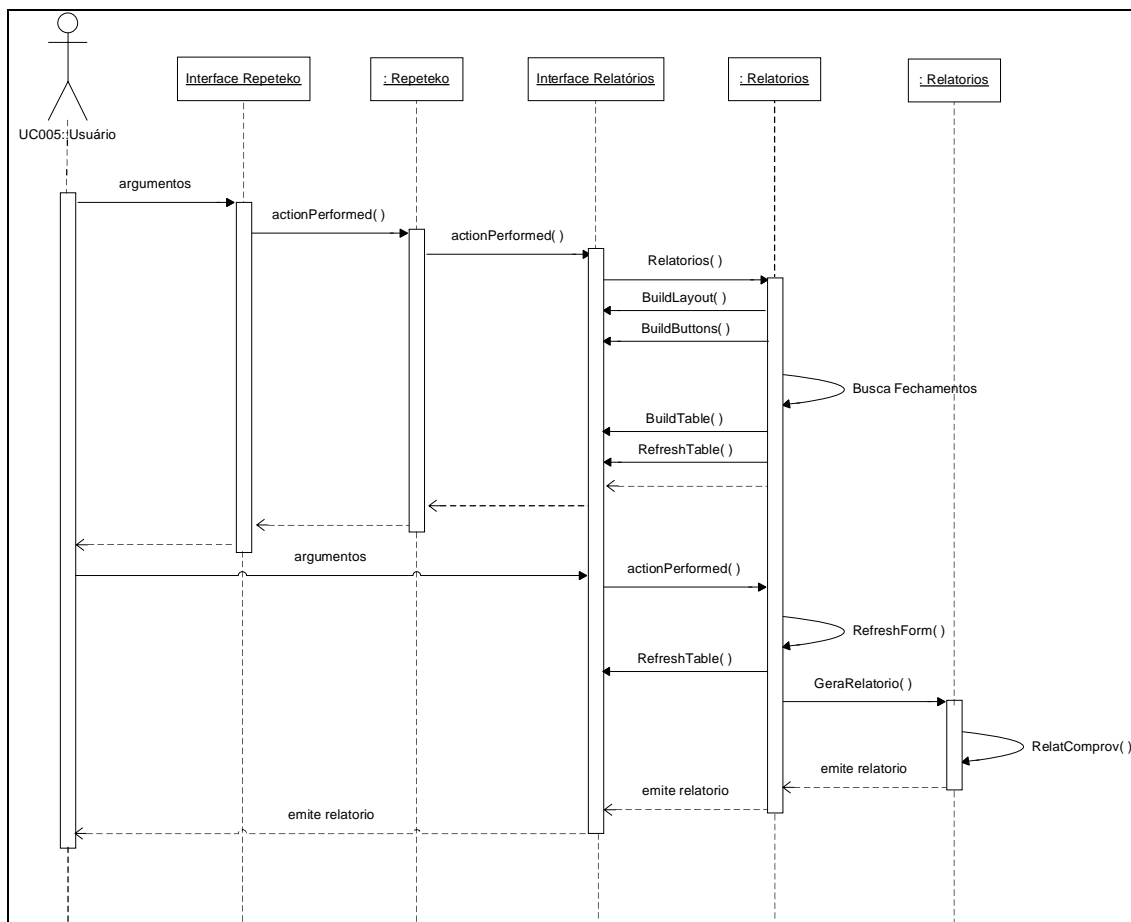 Interface Repeteko
: Repeteko
Interface Relatórios
: Relatorios
: Relatorios
UC005::Usuário
argumentos
actionPerformed( )
actionPerformed( )
Relatorios( )
BuildLayout( )
BuildButtons( )
Busca Fechamentos
BuildTable( )
RefreshTable( )
argumentos
actionPerformed( )
RefreshForm( )
RefreshTable( )
GeraRelatorio( )
RelatComprov( )
emite relatorio
emite relatorio
emite relatorio